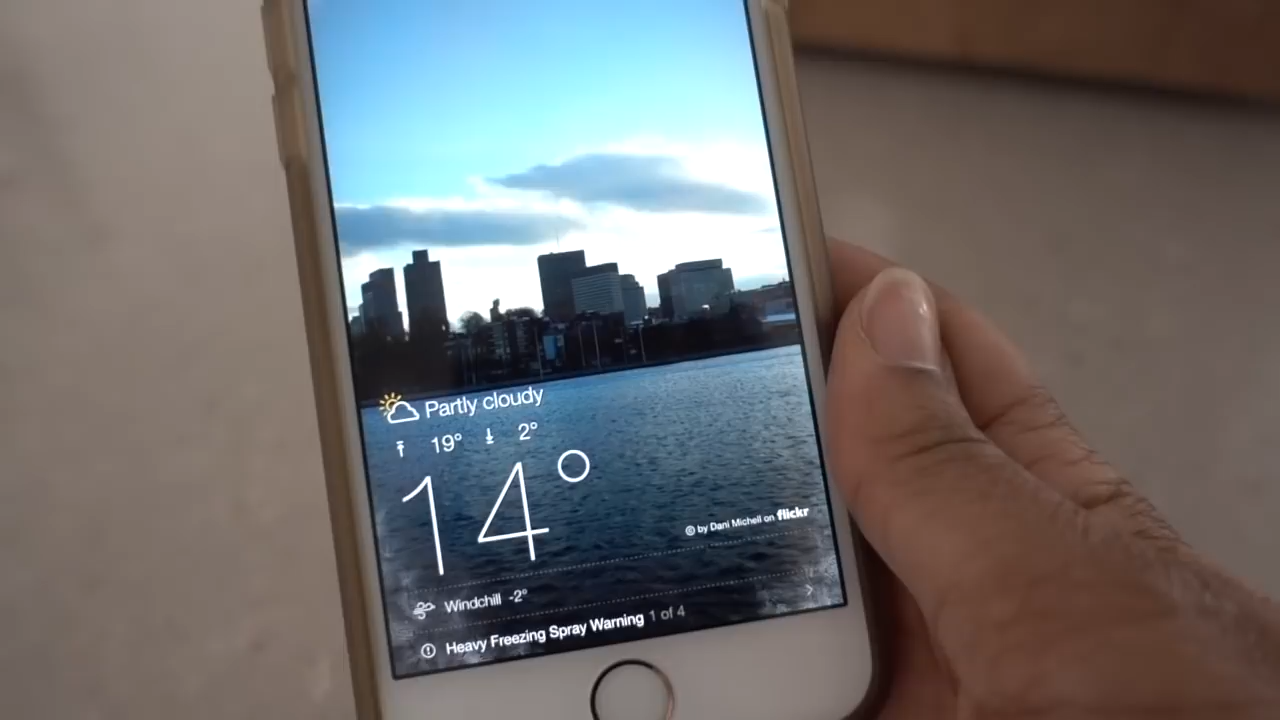 Partly cloudy
19° 2°
14°
© by Dani Michell on flickr
Windchill -2°
Heavy Freezing Spray Warning 1 of 4